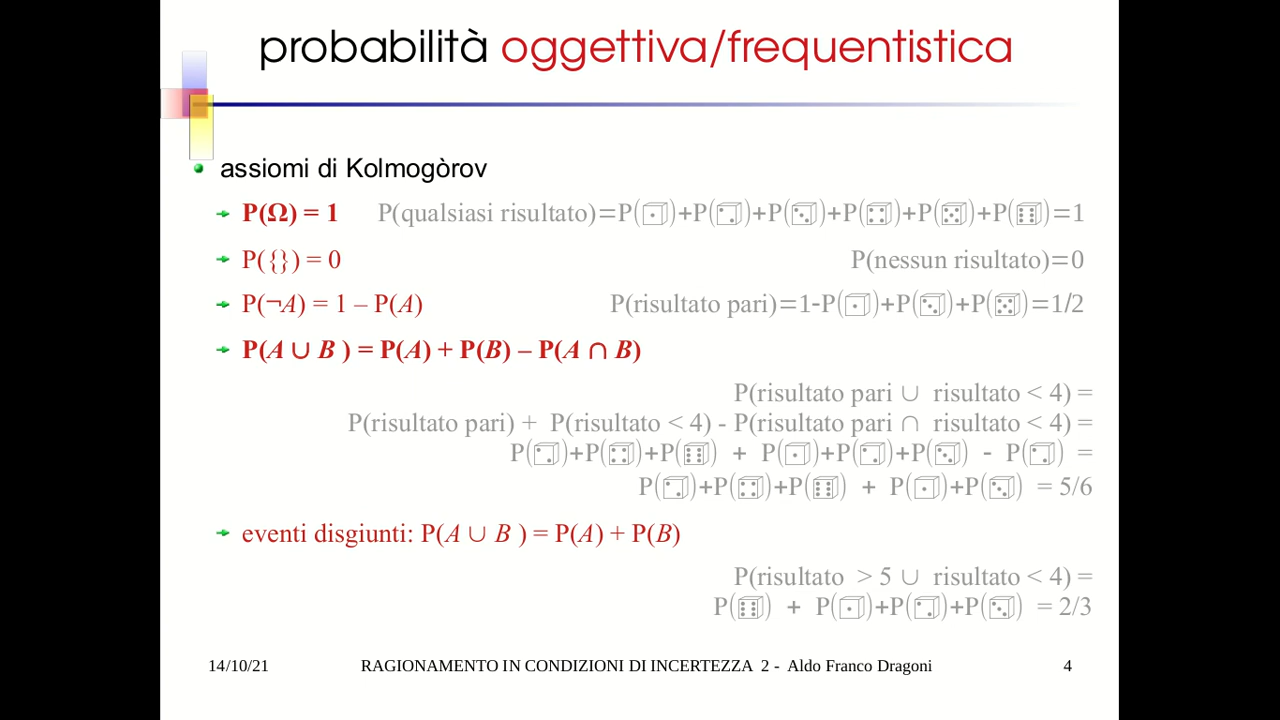 probabilità oggettiva/frequentistica
assiomi di Kolmogòrov
P(Ω) = 1 P(qualsiasi risultato)=P(⚀)+P(⚁)+P(⚂)+P(⚃)+P(⚄)+P(⚅)=1
P({}) = 0 P(nessun risultato)=0
P(¬A) = 1 – P(A) P(risultato pari)=1-P(⚀)+P(⚂)+P(⚄)=1/2
P(A ∪ B ) = P(A) + P(B) – P(A ∩ B)
P(risultato pari ∪ risultato < 4) =
P(risultato pari) + P(risultato < 4) - P(risultato pari ∩ risultato < 4) =
P(⚁)+P(⚃)+P(⚅) + P(⚀)+P(⚁)+P(⚂) - P(⚁) =
P(⚁)+P(⚃)+P(⚅) + P(⚀)+P(⚂) = 5/6
eventi disgiunti: P(A ∪ B ) = P(A) + P(B)
P(risultato > 5 ∪ risultato < 4) =
P(⚅) + P(⚀)+P(⚁)+P(⚂) = 2/3
14/10/21 RAGIONAMENTO IN CONDIZIONI DI INCERTEZZA 2 - Aldo Franco Dragoni 4